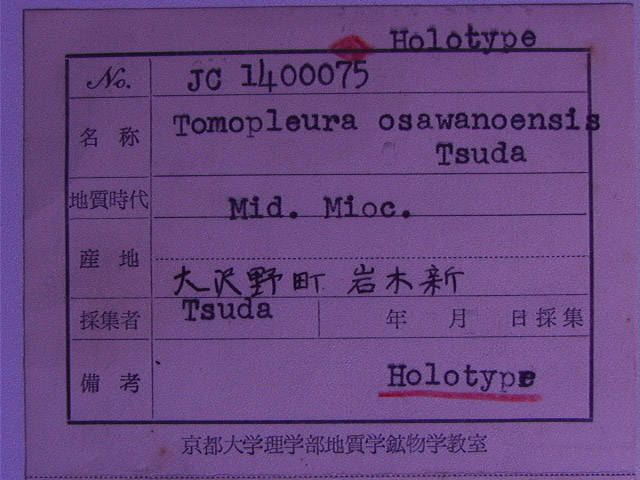 Holotype
No. JC 1400075
名称 Tomopleura osawanoensis
Tsuda
地質時代 Mid. Mioc.
産地 大沢野町 岩木新
採集者 Tsuda 年 月 日採集
備考 Holotype
京都大学理学部地質学鉱物学教室